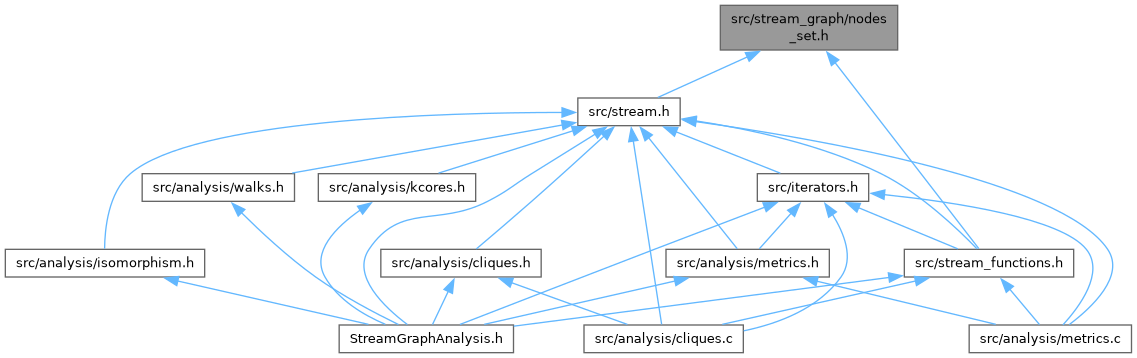 src/stream_graph/nodes
_set.h
src/stream.h
src/analysis/walks.h
src/analysis/kcores.h
src/iterators.h
src/analysis/isomorphism.h
src/analysis/cliques.h
src/analysis/metrics.h
src/stream_functions.h
StreamGraphAnalysis.h
src/analysis/cliques.c
src/analysis/metrics.c